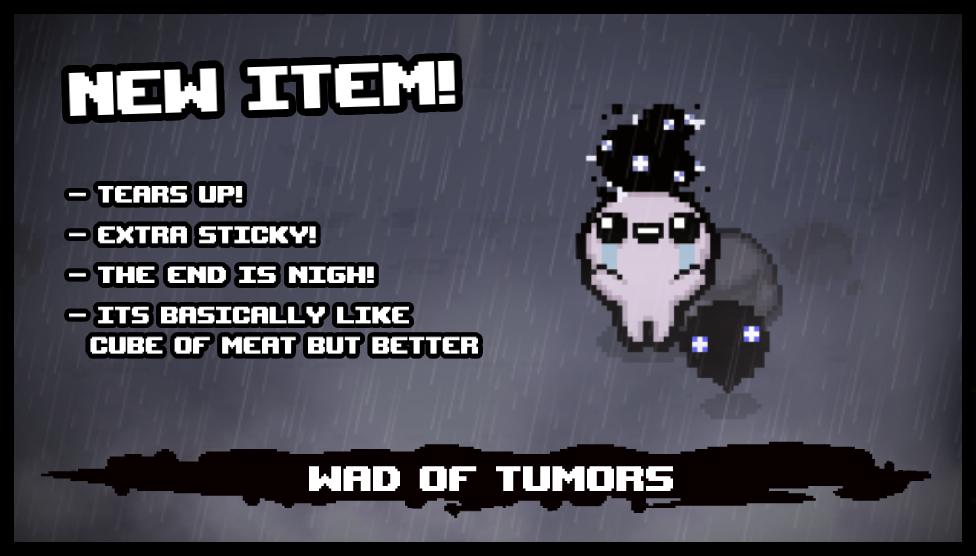 NEW ITEM!
- TEARS UP!
- EXTRA STICKY!
- THE END IS NIGH!
- ITS BASICALLY LIKE
CUBE OF MEAT BUT BETTER
WAD OF TUMORS